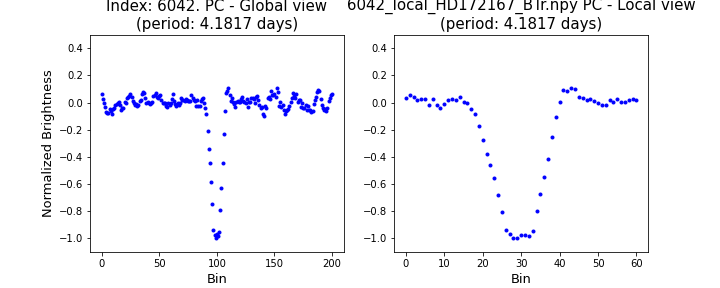 Index: 6042. PC - Global view
(period: 4.1817 days)
6042_local_HD172167_BTr.npy PC - Local view
(period: 4.1817 days)
Normalized Brightness
0.4
0.2
0.0
−0.2
−0.4
−0.6
−0.8
−1.0
0 50 100 150 200
Bin
0.4
0.2
0.0
−0.2
−0.4
−0.6
−0.8
−1.0
0 10 20 30 40 50 60
Bin